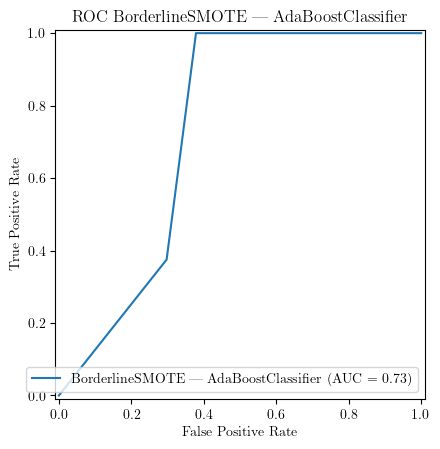 ROC BorderlineSMOTE — AdaBoostClassifier
1.0
0.8
0.6
0.4
0.2
0.0
True Positive Rate
BorderlineSMOTE — AdaBoostClassifier (AUC = 0.73)
0.0 0.2 0.4 0.6 0.8 1.0
False Positive Rate